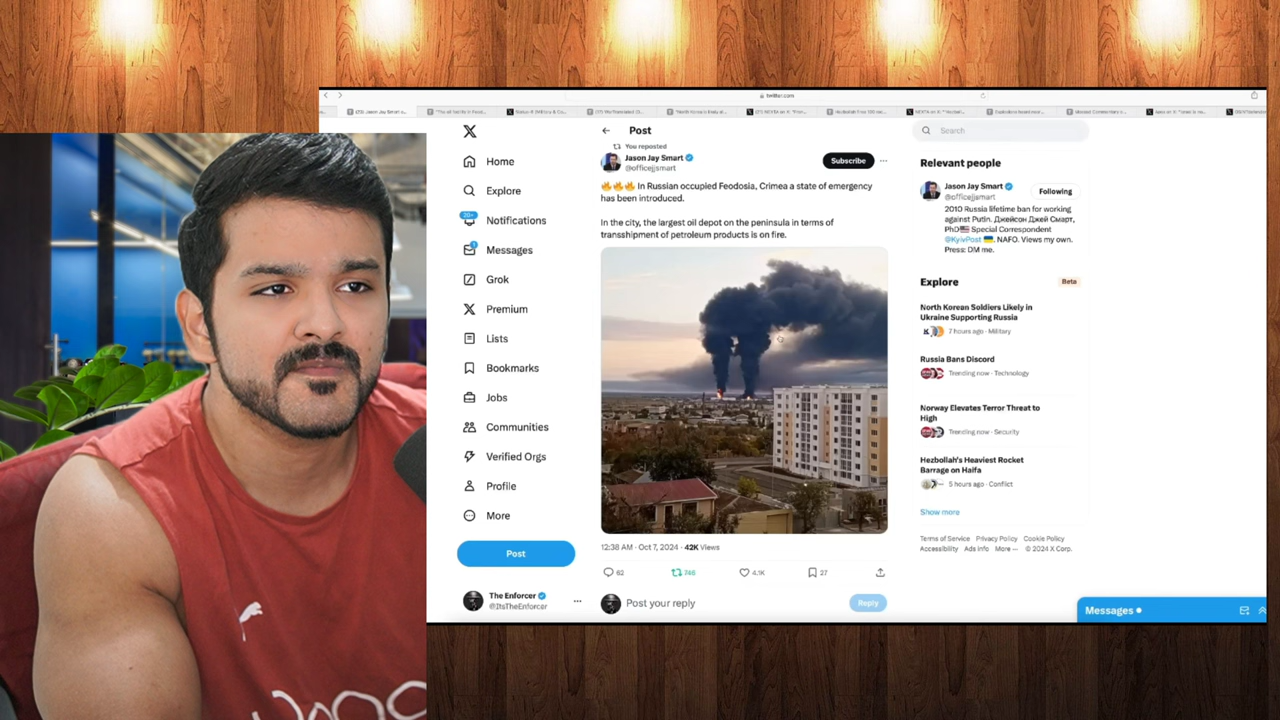 twitter.com
Home
Explore
20+
Notifications
1
Messages
Grok
Premium
Lists
Bookmarks
Jobs
Communities
Verified Orgs
Profile
More
Post
The Enforcer
@ItsTheEnforcer
Post
You reposted
Jason Jay Smart
@officejjsmart
Subscribe
🔥🔥🔥 In Russian occupied Feodosia, Crimea a state of emergency
has been introduced.
In the city, the largest oil depot on the peninsula in terms of
transshipment of petroleum products is on fire.
12:38 AM · Oct 7, 2024 · 42K Views
62
746
4.1K
27
Post your reply
Reply
Search
Relevant people
Jason Jay Smart
@officejjsmart
Following
2010 Russia lifetime ban for working
against Putin. Джейсон Джей Смарт,
PhD🇺🇸 Special Correspondent
@KyivPost 🇺🇦. NAFO. Views my own.
Press: DM me.
Explore
Beta
North Korean Soldiers Likely in
Ukraine Supporting Russia
7 hours ago · Military
Russia Bans Discord
Trending now · Technology
Norway Elevates Terror Threat to
High
Trending now · Security
Hezbollah's Heaviest Rocket
Barrage on Haifa
5 hours ago · Conflict
Show more
Terms of Service Privacy Policy Cookie Policy
Accessibility Ads info More ··· © 2024 X Corp.
Messages